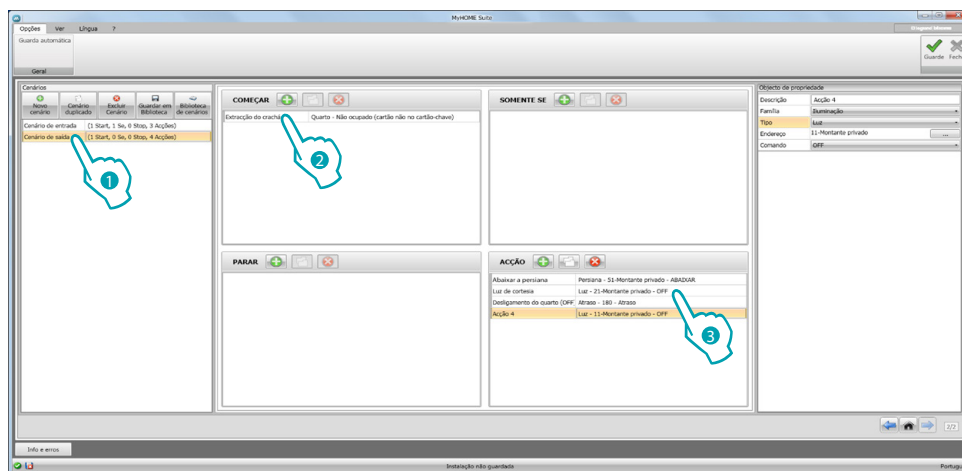 MyHOME Suite
Opções Ver Língua ?
Guarda automática
Guarde Fech
Geral
Cenários
Novo cenário
Cenário duplicado
Excluir Cenário
Guardar em Biblioteca
Biblioteca de cenários
Cenário de entrada (1 Start, 1 Se, 0 Stop, 3 Acções)
Cenário de saída (1 Start, 0 Se, 0 Stop, 4 Acções)
1
COMEÇAR
Extracção do crachá Quarto - Não ocupado (cartão não no cartão-chave)
2
SOMENTE SE
PARAR
ACÇÃO
Abaixar a persiana Persiana - 51-Montante privado - ABAIXAR
Luz de cortesia Luz - 21-Montante privado - OFF
Desligamento do quarto (OFF Atraso - 180 - Atraso
Acção 4 Luz - 11-Montante privado - OFF
3
Objecto de propriedade
Descrição Acção 4
Família Iluminação
Tipo Luz
Endereço 11-Montante privado ...
Comando OFF
2/2
Info e erros
Instalação não guardada
Portugu